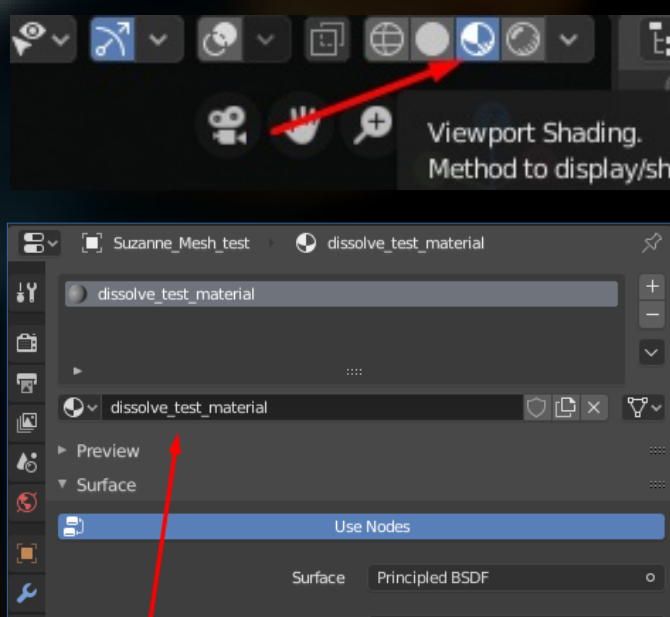 Viewport Shading.
Method to display/sh
Suzanne_Mesh_test
dissolve_test_material
dissolve_test_material
dissolve_test_material
Preview
Surface
Use Nodes
Surface
Principled BSDF